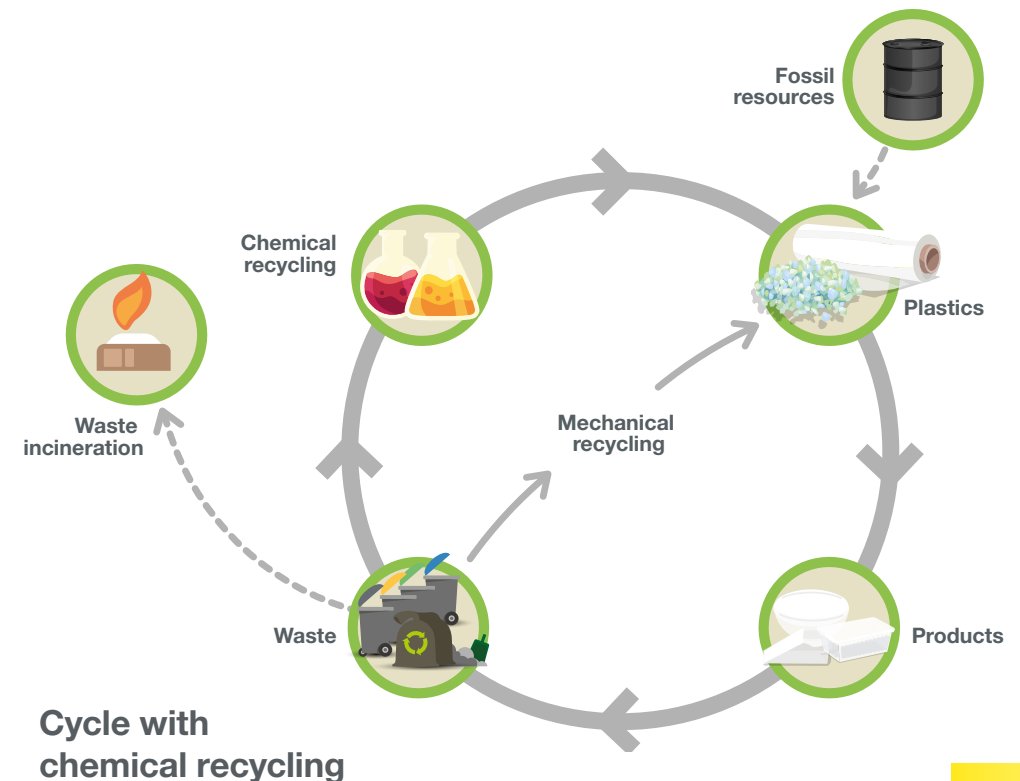 Fossil
resources
Chemical
recycling
Plastics
Waste
incineration
Mechanical
recycling
Waste
Products
Cycle with
chemical recycling